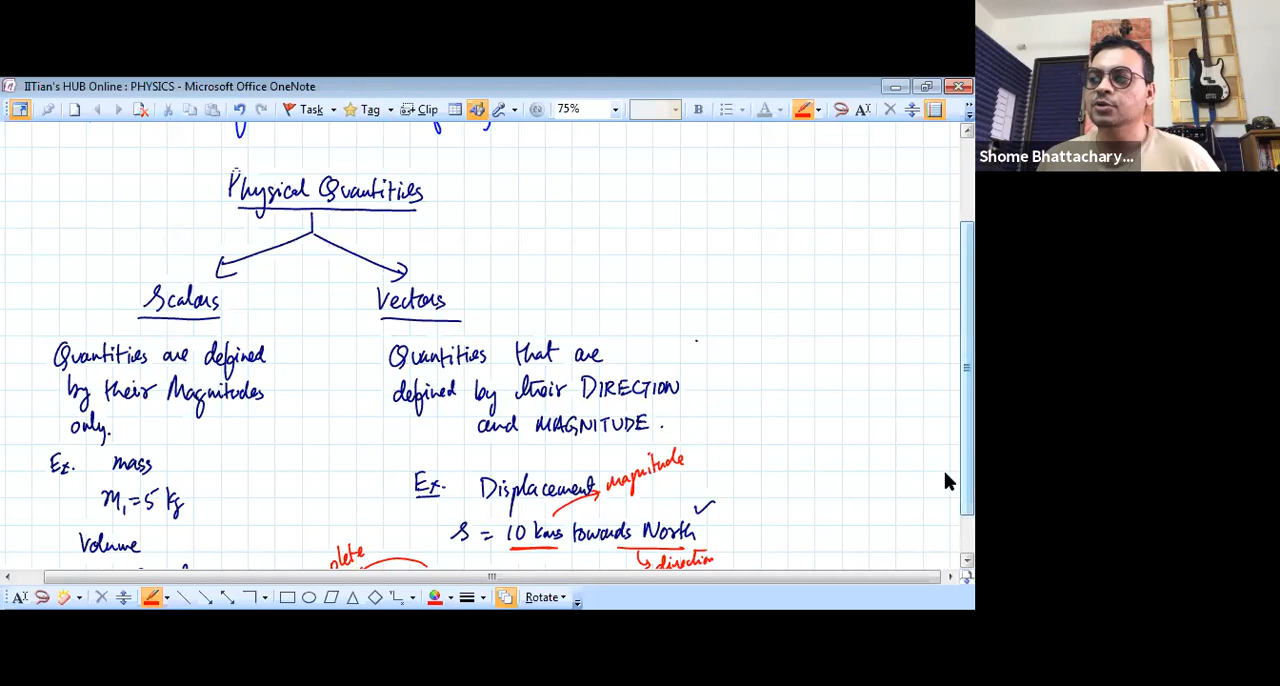 IITian's HUB Online : PHYSICS - Microsoft Office OneNote
Task
Tag
Clip
75%
B
A
Shome Bhattachary...
Physical Quantities
Scalars
Vectors
Quantities are defined
by their Magnitudes
only.
Ex. mass
m₁ = 5 kg
Volume
Quantities that are
defined by their DIRECTION
and MAGNITUDE.
Ex. Displacement
magnitude
s = 10 kms towards North
direction
plete
Rotate